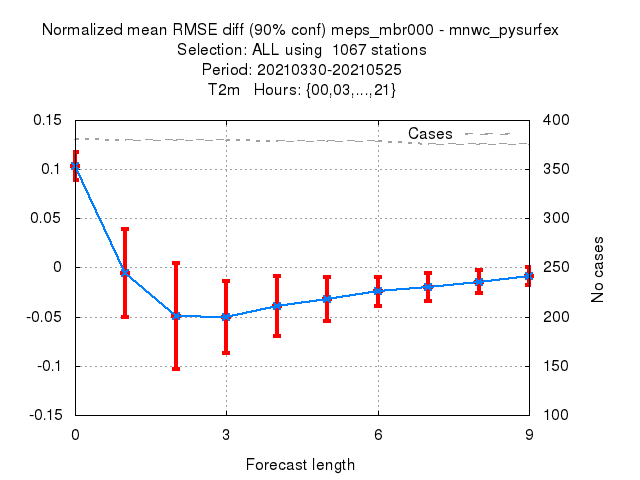 Normalized mean RMSE diff (90% conf) meps_mbr000 - mnwc_pysurfex
Selection: ALL using  1067 stations
Period: 20210330-20210525
T2m   Hours: {00,03,...,21}
0.15
0.1
0.05
0
-0.05
-0.1
-0.15
Cases
400
350
300
250
200
150
100
No cases
0
3
6
9
Forecast length